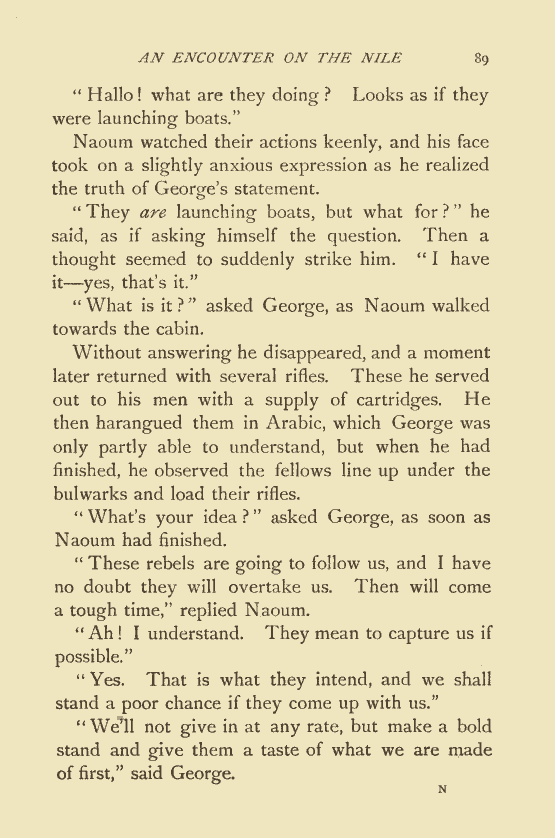 AN ENCOUNTER ON THE NILE 89
“ Hallo ! what are they doing ? Looks as if they
were launching boats.”
Naoum watched their actions keenly, and his face
took on a slightly anxious expression as he realized
the truth of George’s statement.
“ They are launching boats, but what for ? ” he
said, as if asking himself the question. Then a
thought seemed to suddenly strike him. “ I have
it—yes, that’s it.”
“ What is it ? ” asked George, as Naoum walked
towards the cabin.
Without answering he disappeared, and a moment
later returned with several rifles. These he served
out to his men with a supply of cartridges. He
then harangued them in Arabic, which George was
only partly able to understand, but when he had
finished, he observed the fellows line up under the
bulwarks and load their rifles.
“ What’s your idea ? ” asked George, as soon as
Naoum had finished.
“ These rebels are going to follow us, and I have
no doubt they will overtake us. Then will come
a tough time,” replied Naoum.
“ Ah ! I understand. They mean to capture us if
possible.”
“ Yes. That is what they intend, and we shall
stand a poor chance if they come up with us.”
“ We’ll not give in at any rate, but make a bold
stand and give them a taste of what we are made
of first,” said George.
N